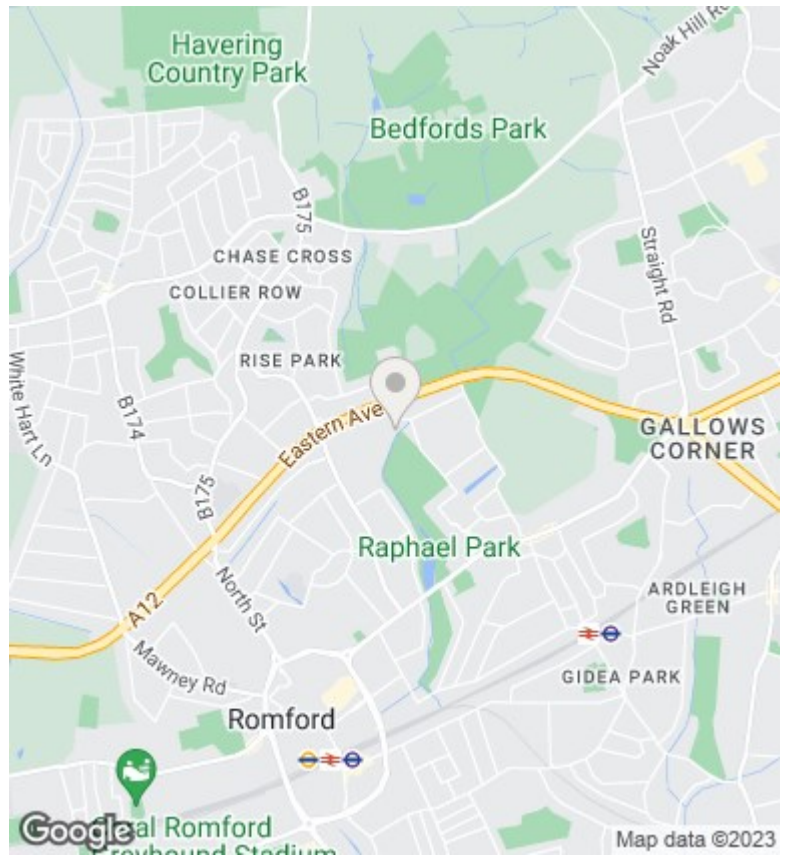 Havering
Country Park
Noak Hill
Bedfords Park
B175
CHASE CROSS
Straight Rd
COLLIER ROW
White Hart Ln
RISE PARK
B174
Eastern Ave
GALLOWS
CORNER
B175
Raphael Park
North St
A12
ARDLEIGH
GREEN
Mawney Rd
GIDEA PARK
Romford
Romford
Greyhound Stadium
Google
Map data ©2023